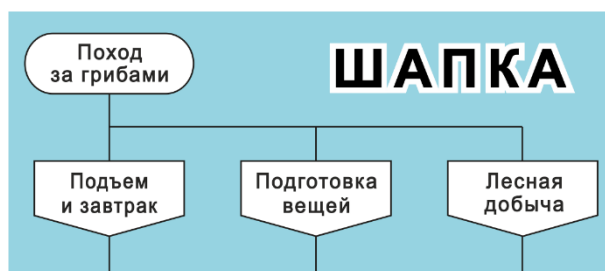 Поход
за грибами
ШАПКА
Подъем
и завтрак
Подготовка
вещей
Лесная
добыча